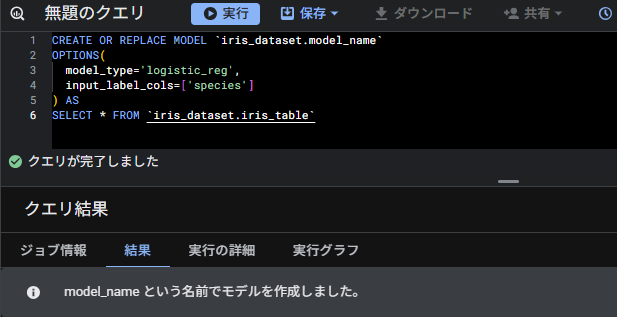 無題のクエリ 実行 保存 ダウンロード 共有
1 CREATE OR REPLACE MODEL `iris_dataset.model_name`
2 OPTIONS(
3 model_type='logistic_reg',
4 input_label_cols=['species']
5 ) AS
6 SELECT * FROM `iris_dataset.iris_table`
クエリが完了しました
クエリ結果
ジョブ情報 結果 実行の詳細 実行グラフ
model_name という名前でモデルを作成しました。